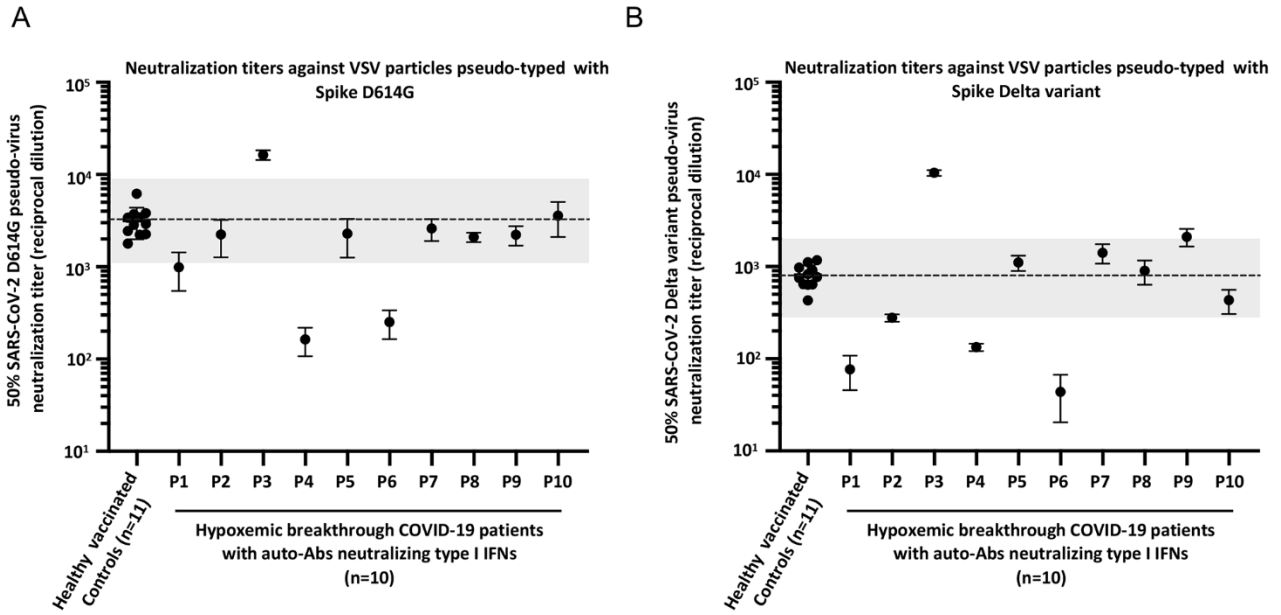 A
Neutralization titers against VSV particles pseudo-typed with
Spike D614G
50% SARS-CoV-2 D614G pseudo-virus
neutralization titer (reciprocal dilution)
10⁵
10⁴
10³
10²
10¹
Healthy vaccinated
Controls (n=11)
P1 P2 P3 P4 P5 P6 P7 P8 P9 P10
Hypoxemic breakthrough COVID-19 patients
with auto-Abs neutralizing type I IFNs
(n=10)
B
Neutralization titers against VSV particles pseudo-typed with
Spike Delta variant
50% SARS-CoV-2 Delta variant pseudo-virus
neutralization titer (reciprocal dilution)
10⁵
10⁴
10³
10²
10¹
Healthy vaccinated
Controls (n=11)
P1 P2 P3 P4 P5 P6 P7 P8 P9 P10
Hypoxemic breakthrough COVID-19 patients
with auto-Abs neutralizing type I IFNs
(n=10)